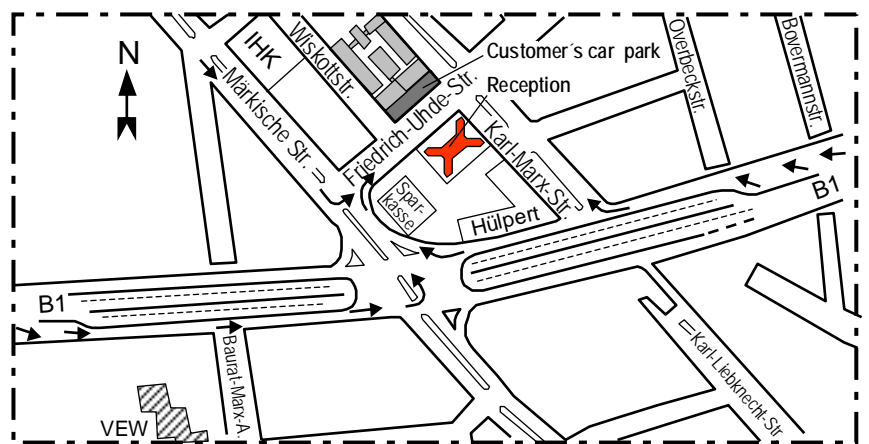 N
IHK
Wiskottstr.
Märkische Str.
Friedrich-Uhde-Str.
Customer´s car park
Reception
Karl-Marx-Str.
Overbeckstr.
Bovermannstr.
Spar-
kasse
Hülpert
B1
B1
Baurat-Marx-A.
Karl-Liebknecht-Str.
VEW